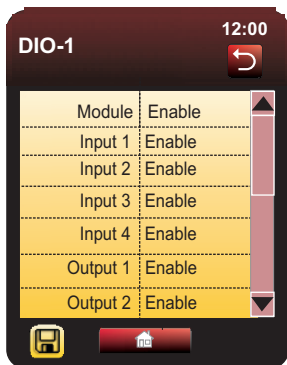 12:00
DIO-1
Module Enable
Input 1 Enable
Input 2 Enable
Input 3 Enable
Input 4 Enable
Output 1 Enable
Output 2 Enable